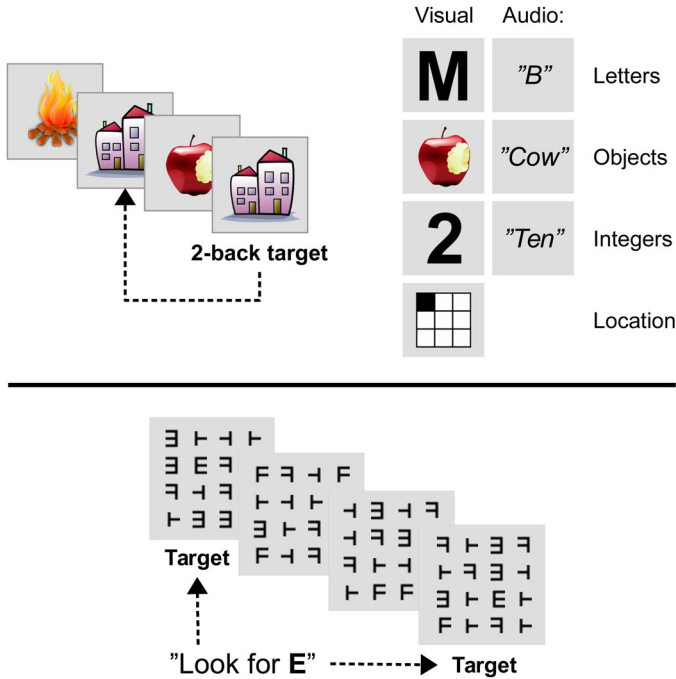 Visual Audio:
M "B" Letters
"Cow" Objects
2 "Ten" Integers
Location
2-back target
Ǝ ⊢ ⊣ ⊢
Ǝ E ꟻ
ꟻ ⊣ ꟻ
⊢ Ǝ Ǝ
Target
F ꟻ ⊣ F
⊢ ⊣ ⊢
Ǝ ⊢ ꟻ
F ⊣ ꟻ
⊣ Ǝ ⊣ ꟻ
⊣ ꟻ Ǝ
ꟻ ⊢ ⊣
⊢ F F
ꟻ ⊢ Ǝ ꟻ
⊢ ꟻ Ǝ ⊣
Ǝ ⊢ E ⊢
F ⊢ ꟻ ⊢
"Look for E" Target